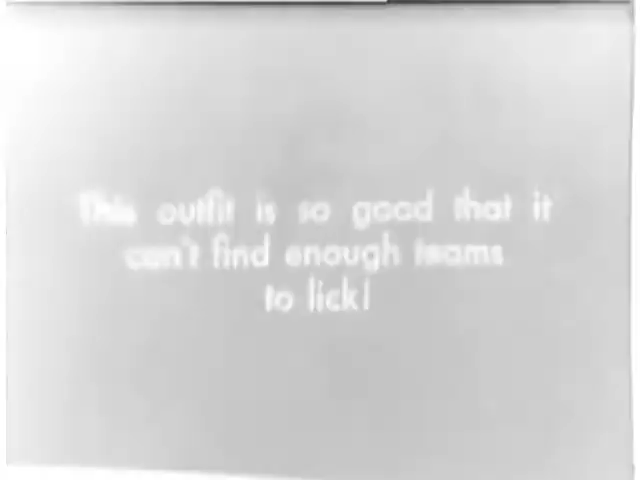 This outfit is so good that it
can't find enough teams
to lick!